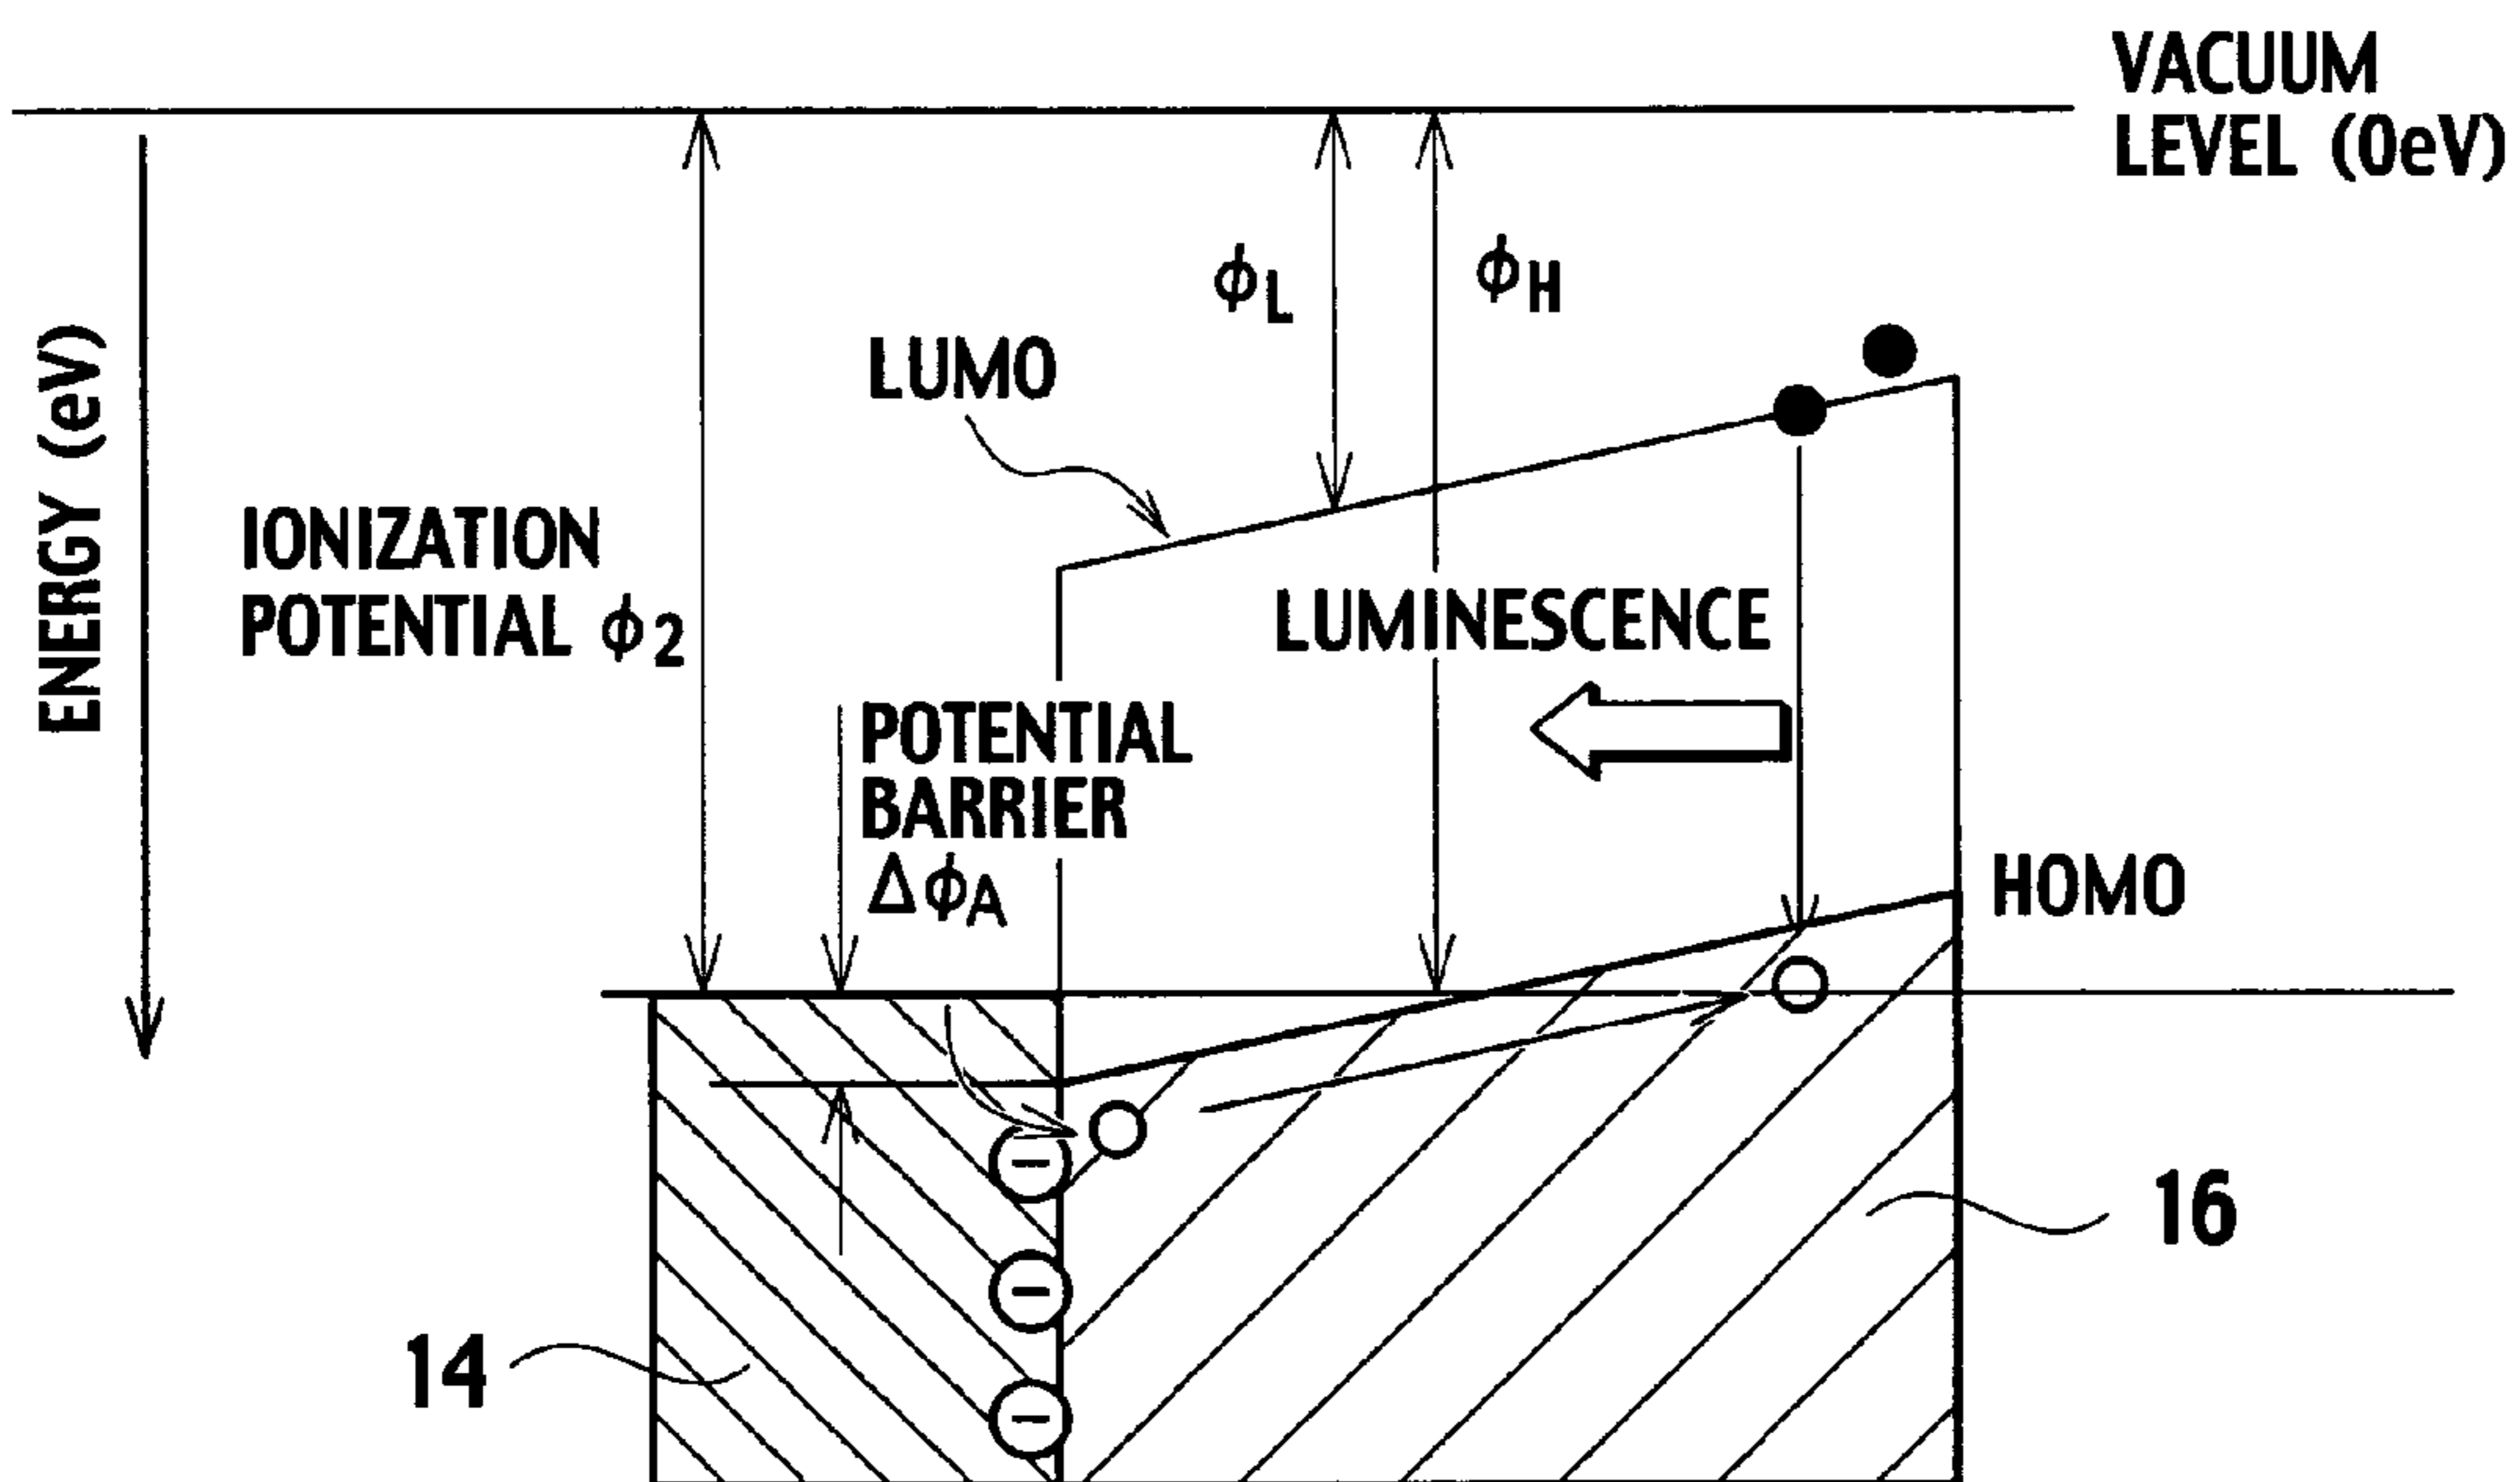 VACUUM
LEVEL (0eV)
ϕL
ϕH
LUMO
ENERGY (eV)
IONIZATION
POTENTIAL ϕ2
LUMINESCENCE
POTENTIAL
BARRIER
ΔϕA
HOMO
16
14